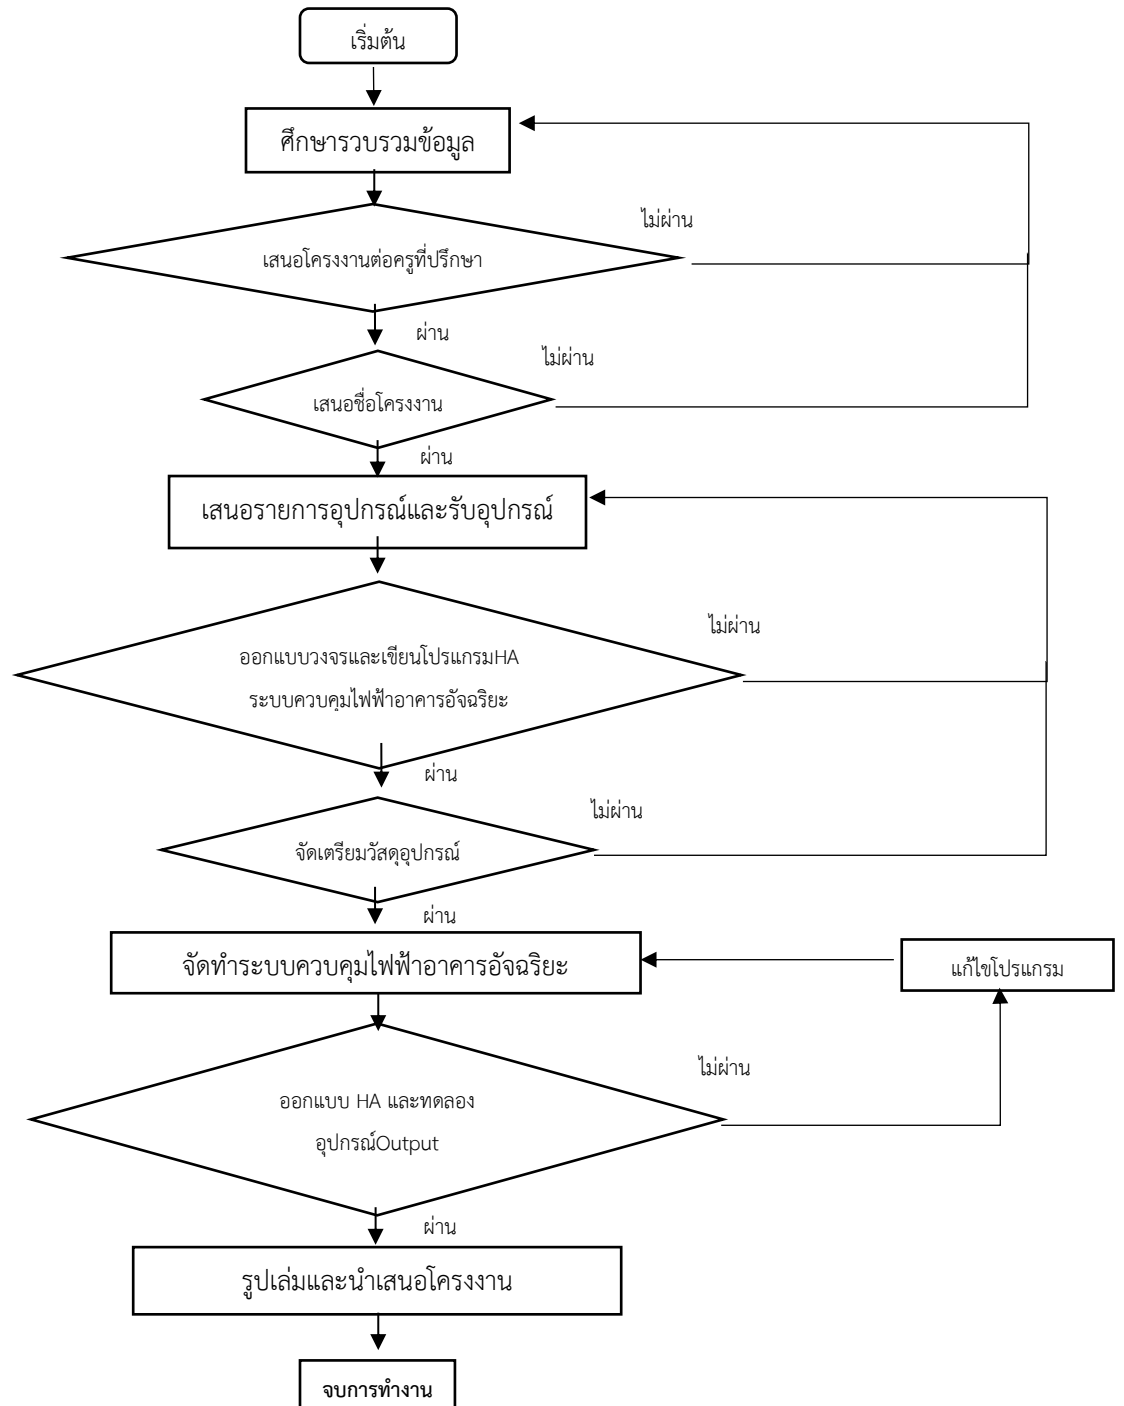 เริ่มต้น
ศึกษารวบรวมข้อมูล
ไม่ผ่าน
เสนอโครงงานต่อครูที่ปรึกษา
ผ่าน
ไม่ผ่าน
เสนอชื่อโครงงาน
ผ่าน
เสนอรายการอุปกรณ์และรับอุปกรณ์
ไม่ผ่าน
ออกแบบวงจรและเขียนโปรแกรมHA
ระบบควบคุมไฟฟ้าอาคารอัจฉริยะ
ผ่าน
ไม่ผ่าน
จัดเตรียมวัสดุอุปกรณ์
ผ่าน
จัดทำระบบควบคุมไฟฟ้าอาคารอัจฉริยะ
แก้ไขโปรแกรม
ไม่ผ่าน
ออกแบบ HA และทดลอง
อุปกรณ์Output
ผ่าน
รูปเล่มและนำเสนอโครงงาน
จบการทำงาน